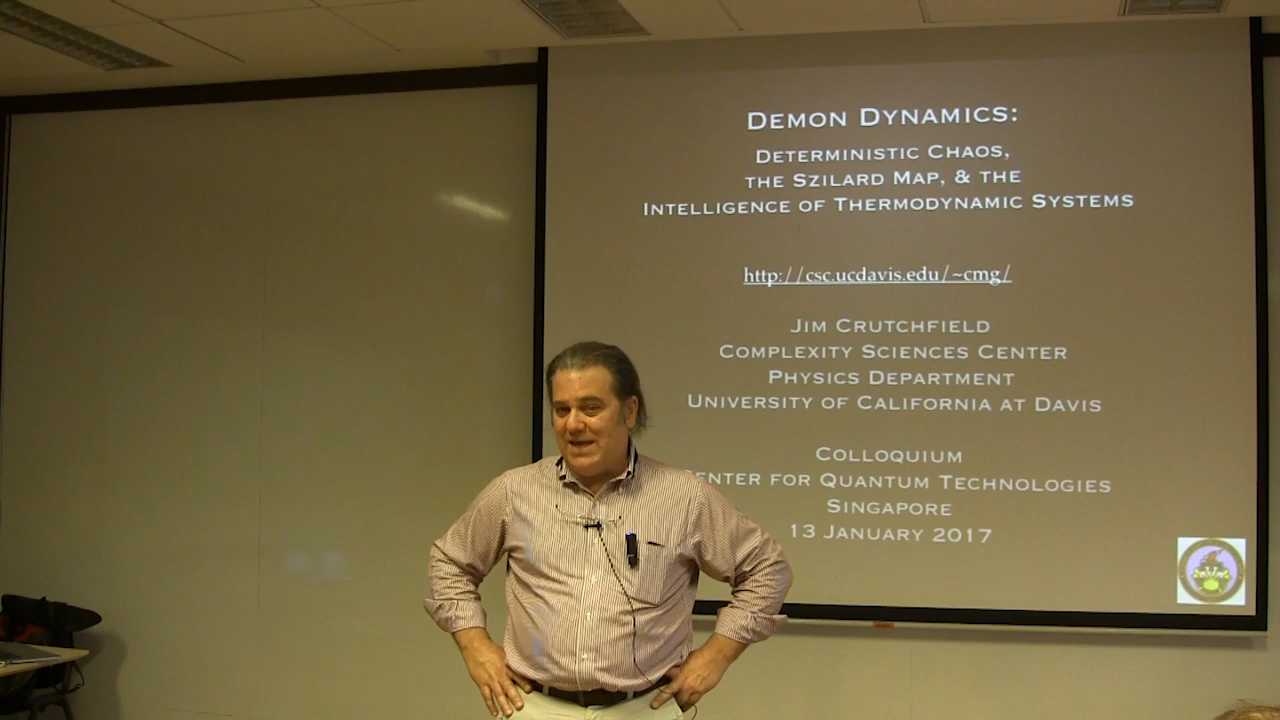 DEMON DYNAMICS:
DETERMINISTIC CHAOS,
THE SZILARD MAP, & THE
INTELLIGENCE OF THERMODYNAMIC SYSTEMS
http://csc.ucdavis.edu/~cmg/
JIM CRUTCHFIELD
COMPLEXITY SCIENCES CENTER
PHYSICS DEPARTMENT
UNIVERSITY OF CALIFORNIA AT DAVIS
COLLOQUIUM
ENTER FOR QUANTUM TECHNOLOGIES
SINGAPORE
13 JANUARY 2017